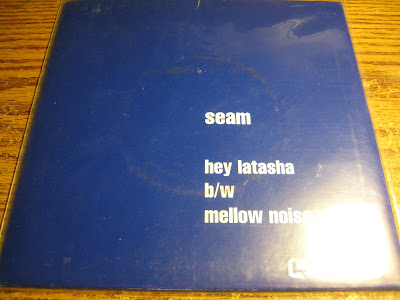 seam
hey latasha
b/w
mellow noise